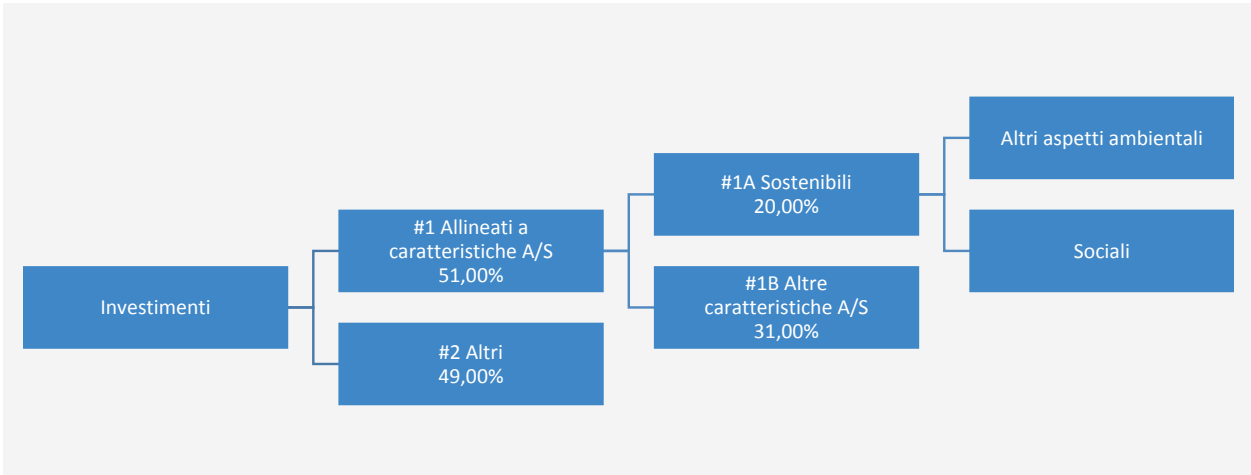 Investimenti
#1 Allineati a
caratteristiche A/S
51,00%
#2 Altri
49,00%
#1A Sostenibili
20,00%
#1B Altre
caratteristiche A/S
31,00%
Altri aspetti ambientali
Sociali